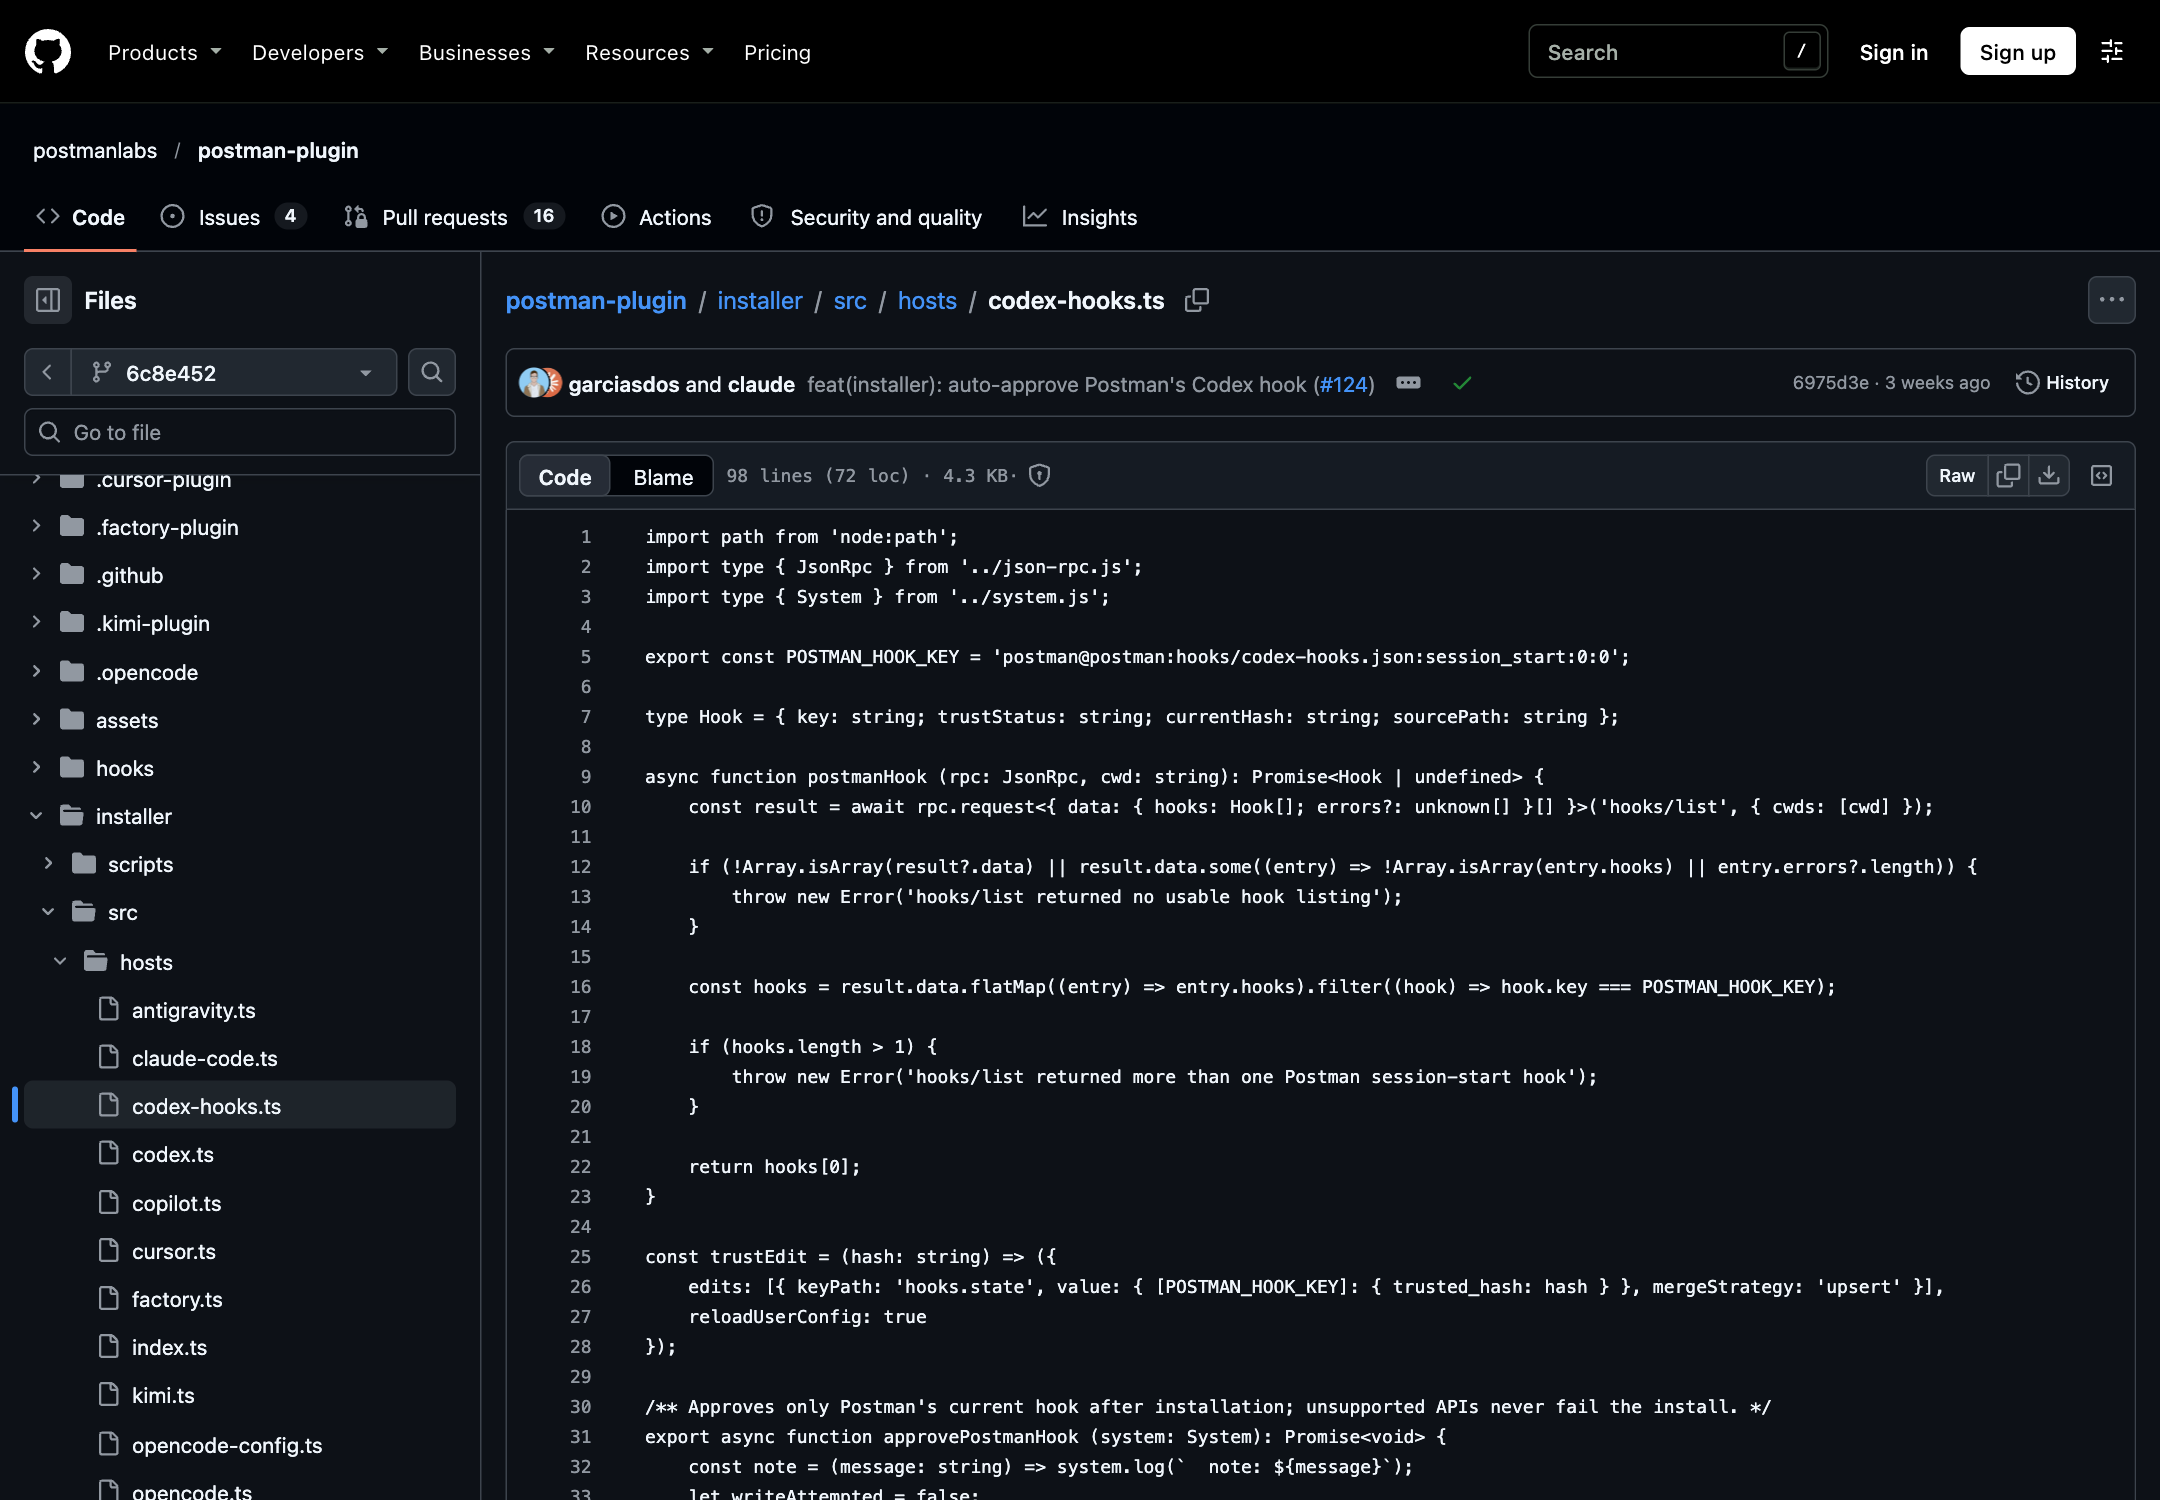 Products
Developers
Businesses
Resources
Pricing
Search
/
Sign in
Sign up
postmanlabs / postman-plugin
Code
Issues 4
Pull requests 16
Actions
Security and quality
Insights
Files
6c8e452
Go to file
.cursor-plugin
.factory-plugin
.github
.kimi-plugin
.opencode
assets
hooks
installer
scripts
src
hosts
antigravity.ts
claude-code.ts
codex-hooks.ts
codex.ts
copilot.ts
cursor.ts
factory.ts
index.ts
kimi.ts
opencode-config.ts
opencode.ts
postman-plugin / installer / src / hosts / codex-hooks.ts
garciasdos and claude feat(installer): auto-approve Postman's Codex hook (#124)
6975d3e · 3 weeks ago
History
Code
Blame
98 lines (72 loc) · 4.3 KB·
Raw
1 import path from 'node:path';
2 import type { JsonRpc } from '../json-rpc.js';
3 import type { System } from '../system.js';
4
5 export const POSTMAN_HOOK_KEY = 'postman@postman:hooks/codex-hooks.json:session_start:0:0';
6
7 type Hook = { key: string; trustStatus: string; currentHash: string; sourcePath: string };
8
9 async function postmanHook (rpc: JsonRpc, cwd: string): Promise<Hook | undefined> {
10     const result = await rpc.request<{ data: { hooks: Hook[]; errors?: unknown[] }[] }>('hooks/list', { cwds: [cwd] });
11
12     if (!Array.isArray(result?.data) || result.data.some((entry) => !Array.isArray(entry.hooks) || entry.errors?.length)) {
13         throw new Error('hooks/list returned no usable hook listing');
14     }
15
16     const hooks = result.data.flatMap((entry) => entry.hooks).filter((hook) => hook.key === POSTMAN_HOOK_KEY);
17
18     if (hooks.length > 1) {
19         throw new Error('hooks/list returned more than one Postman session-start hook');
20     }
21
22     return hooks[0];
23 }
24
25 const trustEdit = (hash: string) => ({
26     edits: [{ keyPath: 'hooks.state', value: { [POSTMAN_HOOK_KEY]: { trusted_hash: hash } }, mergeStrategy: 'upsert' }],
27     reloadUserConfig: true
28 });
29
30 /** Approves only Postman's current hook after installation; unsupported APIs never fail the install. */
31 export async function approvePostmanHook (system: System): Promise<void> {
32     const note = (message: string) => system.log(`  note: ${message}`);
33     let writeAttempted = false;